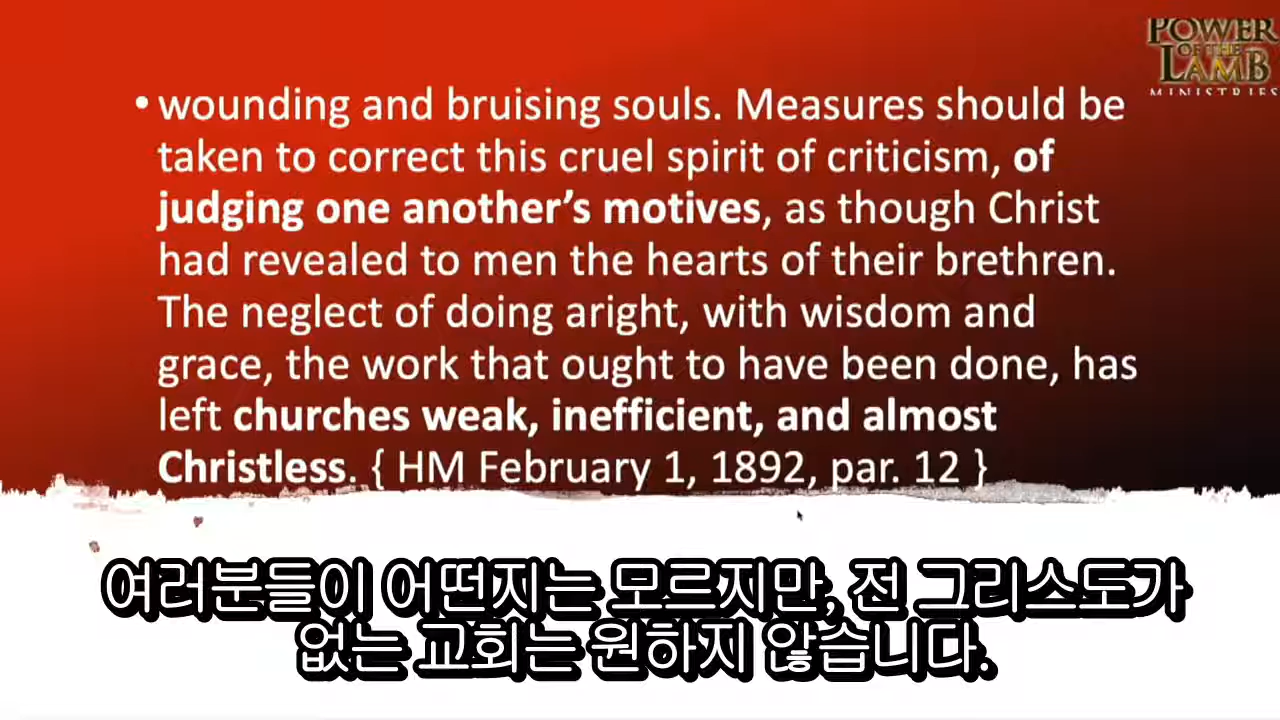 POWER
OF THE
LAMB
MINISTRIES
• wounding and bruising souls. Measures should be
taken to correct this cruel spirit of criticism, of
judging one another’s motives, as though Christ
had revealed to men the hearts of their brethren.
The neglect of doing aright, with wisdom and
grace, the work that ought to have been done, has
left churches weak, inefficient, and almost
Christless. { HM February 1, 1892, par. 12 }
여러분들이 어떤지는 모르지만, 전 그리스도가
없는 교회는 원하지 않습니다.